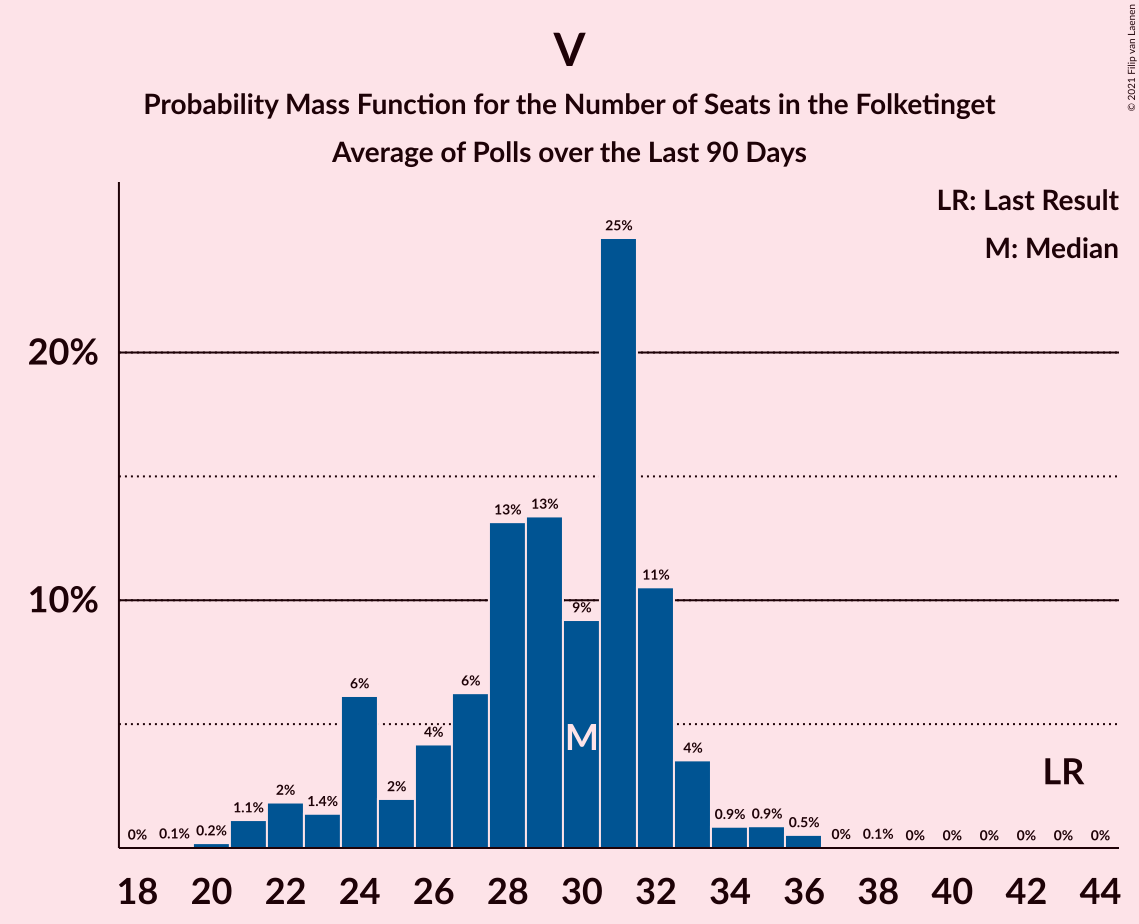 V
Probability Mass Function for the Number of Seats in the Folketinget
Average of Polls over the Last 90 Days
© 2021 Filip van Laenen
LR: Last Result
M: Median
20%
10%
0% 0.1% 0.2% 1.1% 2% 1.4% 6% 2% 4% 6% 13% 13% 9% 25% 11% 4% 0.9% 0.9% 0.5% 0% 0.1% 0% 0% 0% 0% 0% 0%
M
LR
18 20 22 24 26 28 30 32 34 36 38 40 42 44